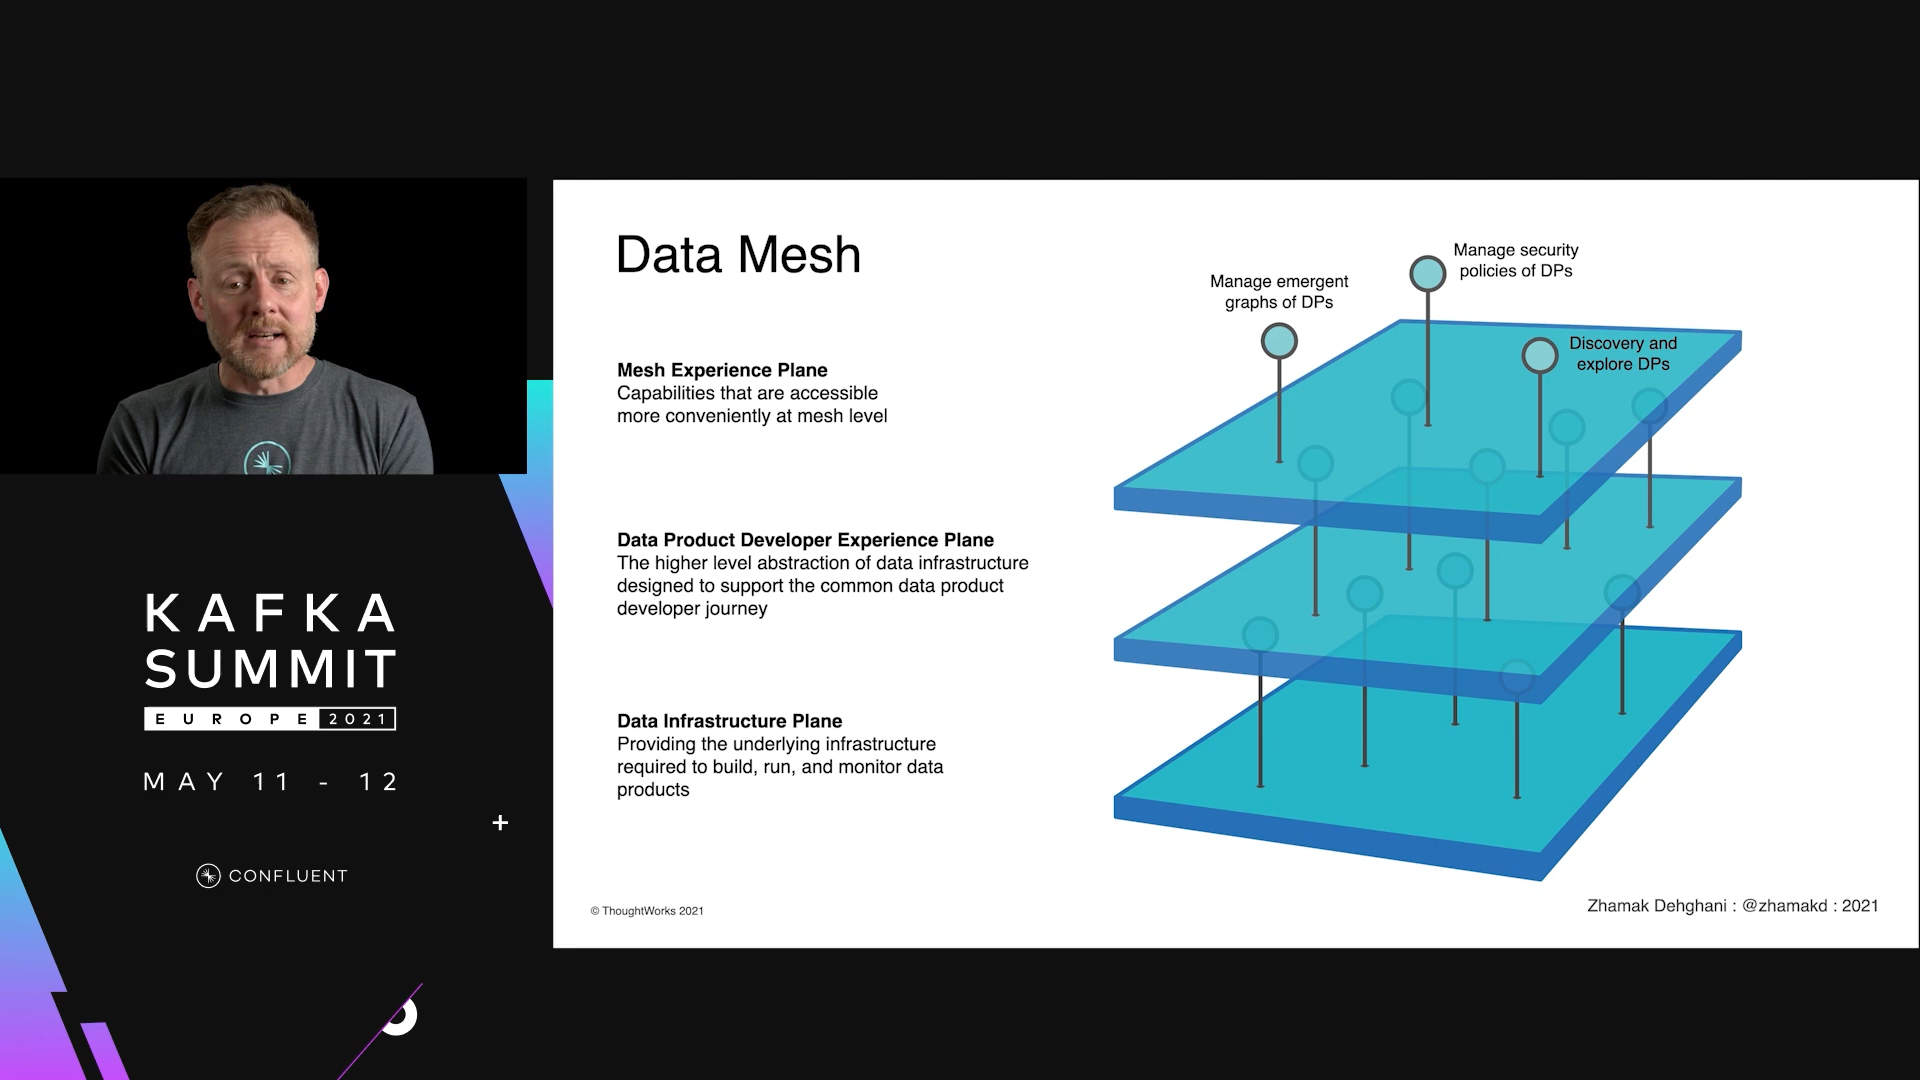 KAFKA
SUMMIT
EUROPE 2021
MAY 11 - 12
CONFLUENT
Data Mesh
Mesh Experience Plane
Capabilities that are accessible
more conveniently at mesh level
Data Product Developer Experience Plane
The higher level abstraction of data infrastructure
designed to support the common data product
developer journey
Data Infrastructure Plane
Providing the underlying infrastructure
required to build, run, and monitor data
products
Manage emergent
graphs of DPs
Manage security
policies of DPs
Discovery and
explore DPs
© ThoughtWorks 2021
Zhamak Dehghani : @zhamakd : 2021